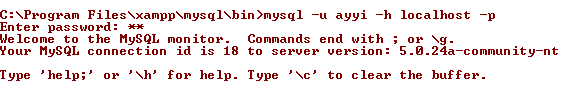 C:\Program Files\xampp\mysql\bin>mysql -u ayyi -h localhost -p
Enter password: **
Welcome to the MySQL monitor.  Commands end with ; or \g.
Your MySQL connection id is 18 to server version: 5.0.24a-community-nt
Type 'help;' or '\h' for help. Type '\c' to clear the buffer.